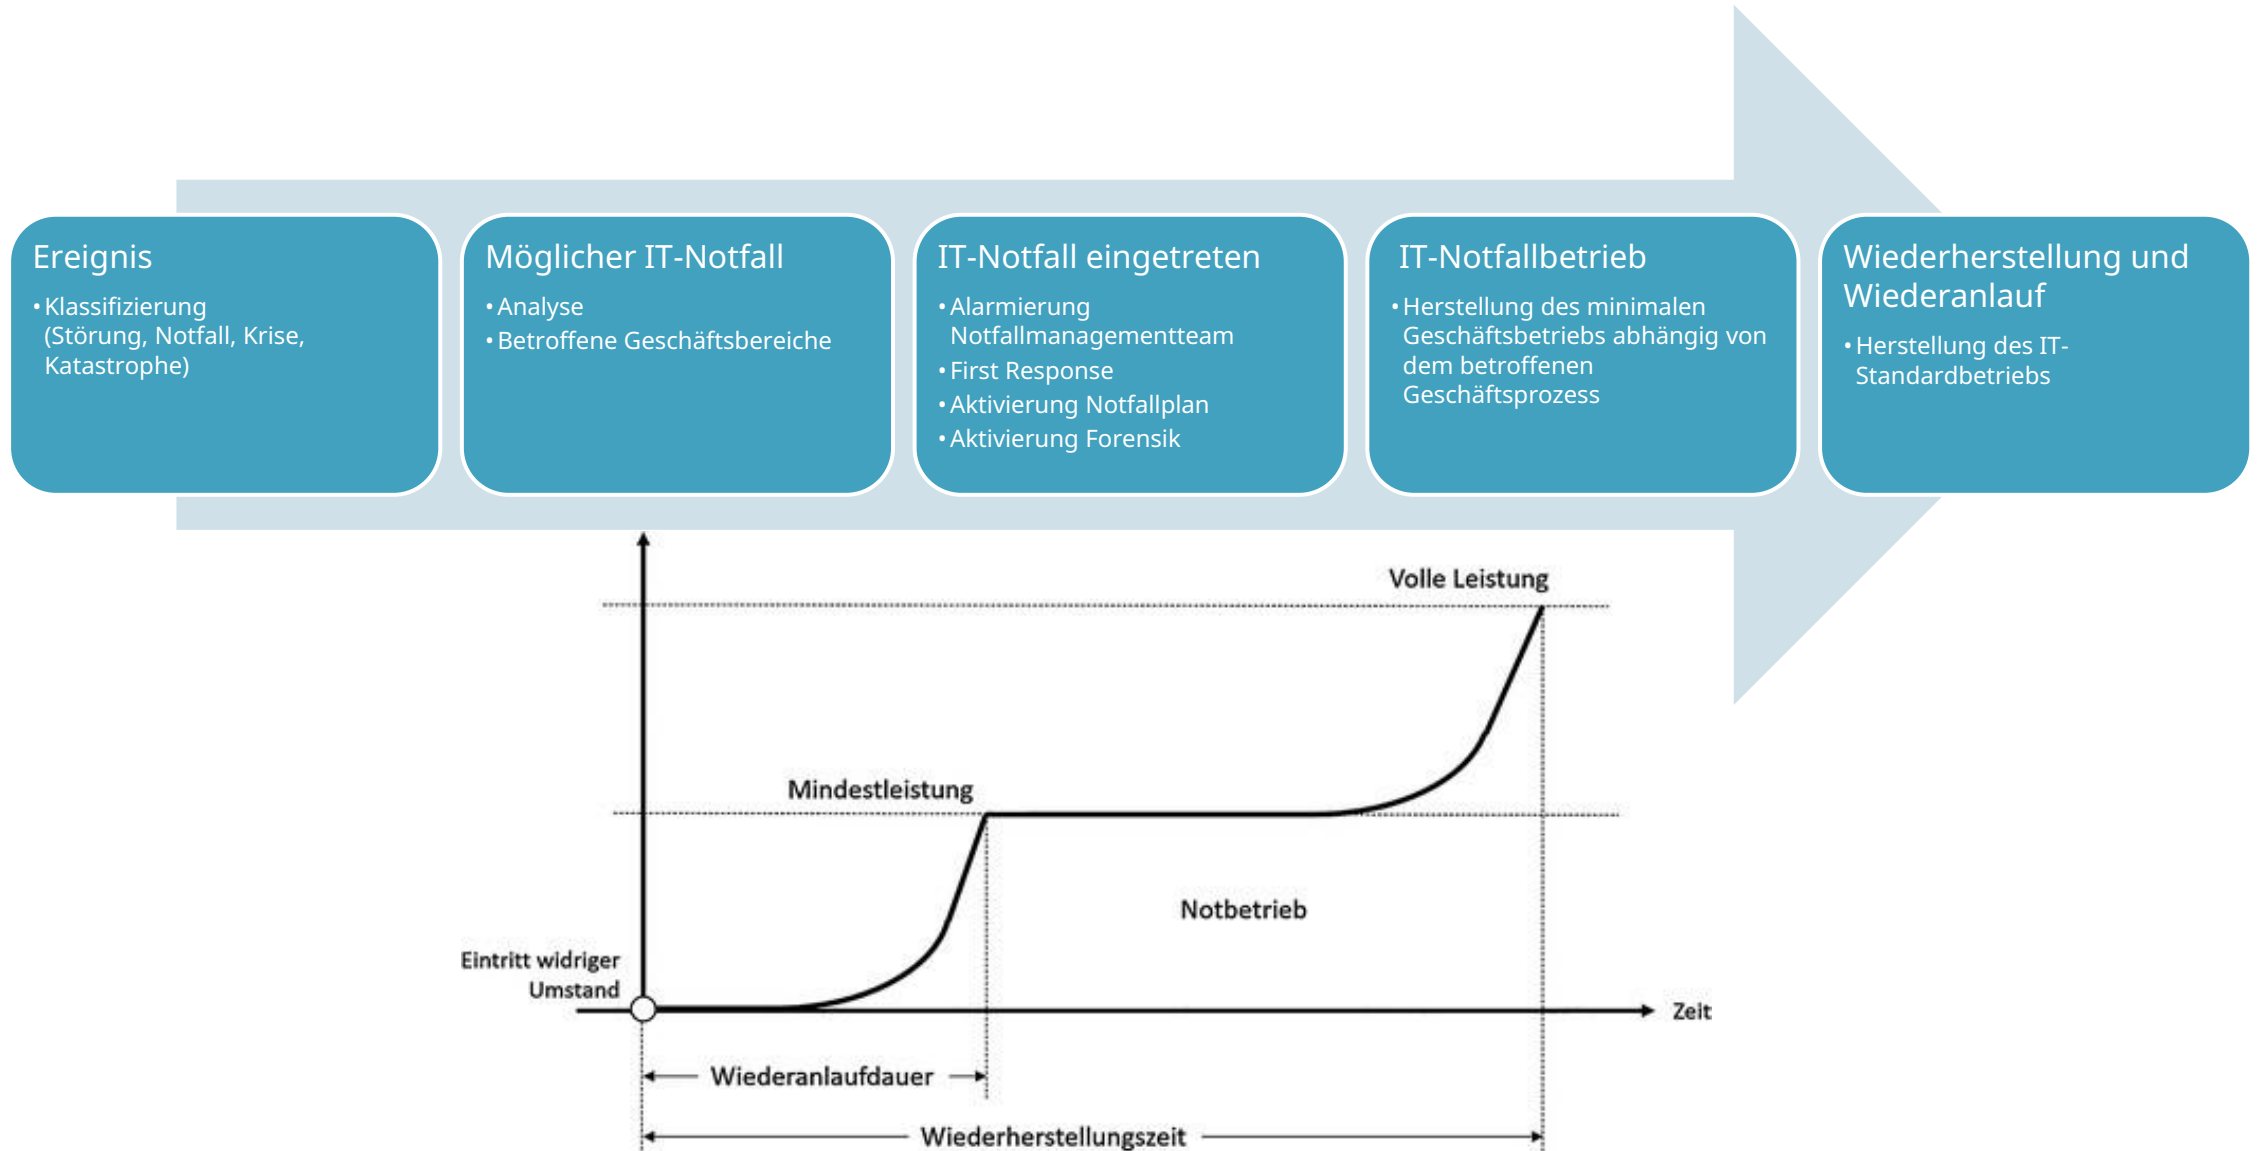 Ereignis
•Klassifizierung
(Störung, Notfall, Krise,
Katastrophe)
Möglicher IT-Notfall
•Analyse
•Betroffene Geschäftsbereiche
IT-Notfall eingetreten
•Alarmierung
Notfallmanagementteam
•First Response
•Aktivierung Notfallplan
•Aktivierung Forensik
IT-Notfallbetrieb
•Herstellung des minimalen
Geschäftsbetriebs abhängig von
dem betroffenen
Geschäftsprozess
Wiederherstellung und
Wiederanlauf
•Herstellung des IT-
Standardbetriebs
Volle Leistung
Mindestleistung
Notbetrieb
Eintritt widriger
Umstand
Zeit
Wiederanlaufdauer
Wiederherstellungszeit